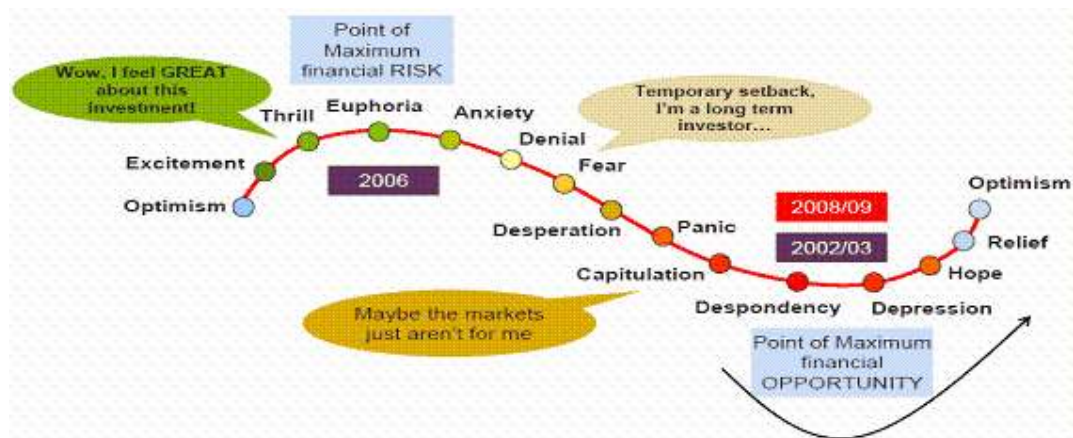 Point of
Maximum
financial RISK
Wow, I feel GREAT
about this
investment!
Temporary setback,
I'm a long term
investor...
Optimism
Excitement
Thrill
Euphoria
Anxiety
Denial
Fear
Desperation
Panic
Capitulation
Despondency
Depression
Hope
Relief
Optimism
2006
2008/09
2002/03
Maybe the markets
just aren't for me
Point of Maximum
financial
OPPORTUNITY